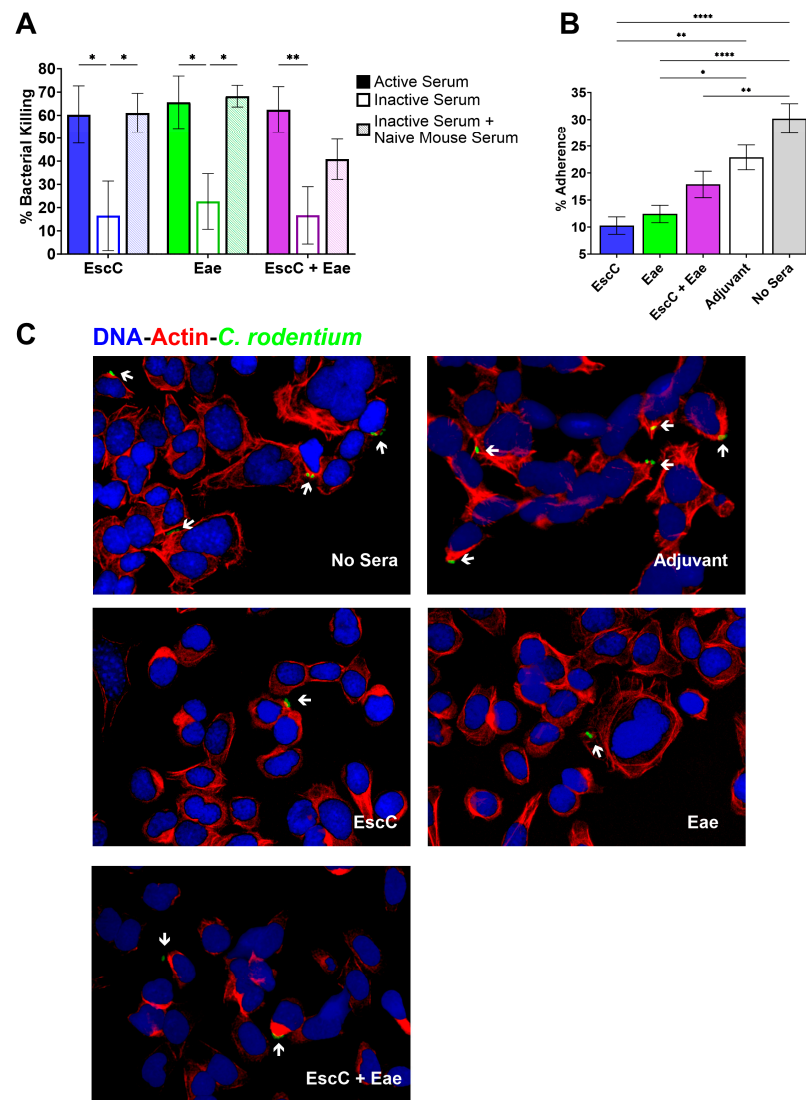 A
* * * * **
80
70
60
50
40
30
20
10
0
% Bacterial Killing
EscC Eae EscC + Eae
Active Serum
Inactive Serum
Inactive Serum +
Naive Mouse Serum
B
****
**
****
*
**
35
30
25
20
15
10
5
% Adherence
EscC Eae EscC + Eae Adjuvant No Sera
C
DNA-Actin-C. rodentium
No Sera
Adjuvant
EscC
Eae
EscC + Eae